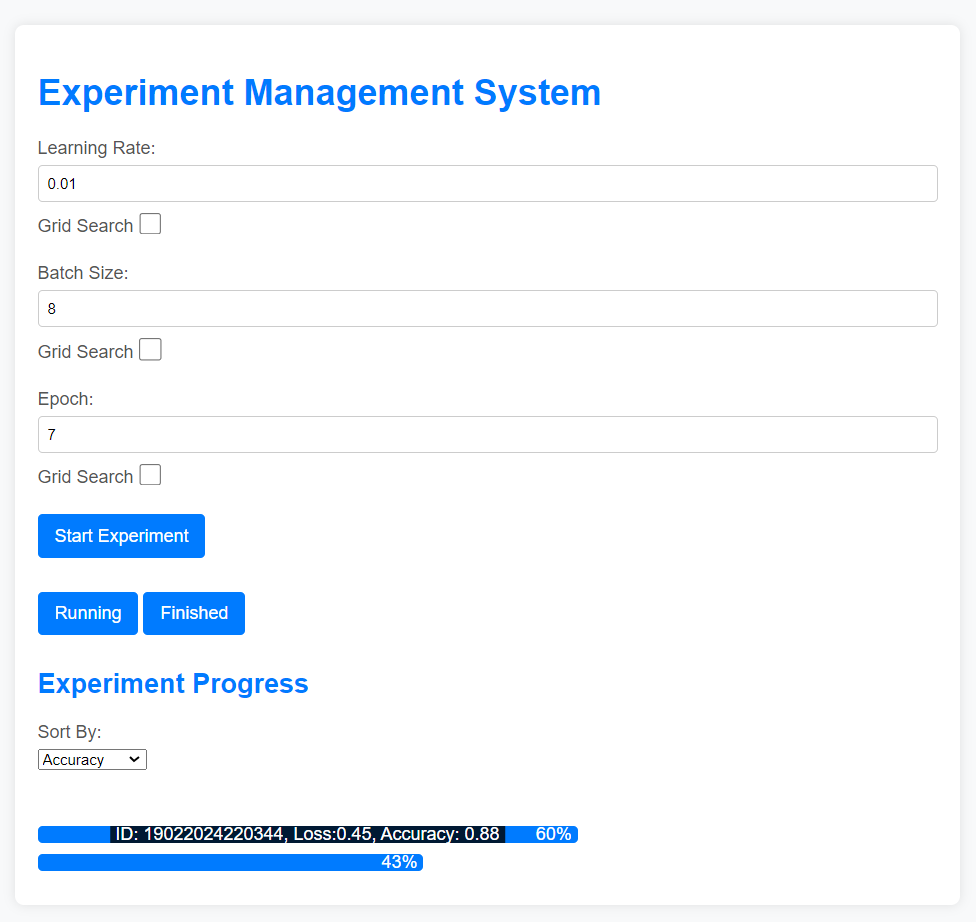 Experiment Management System
Learning Rate:
0.01
Grid Search
Batch Size:
8
Grid Search
Epoch:
7
Grid Search
Start Experiment
Running Finished
Experiment Progress
Sort By:
Accuracy
ID: 19022024220344, Loss:0.45, Accuracy: 0.88 60%
43%